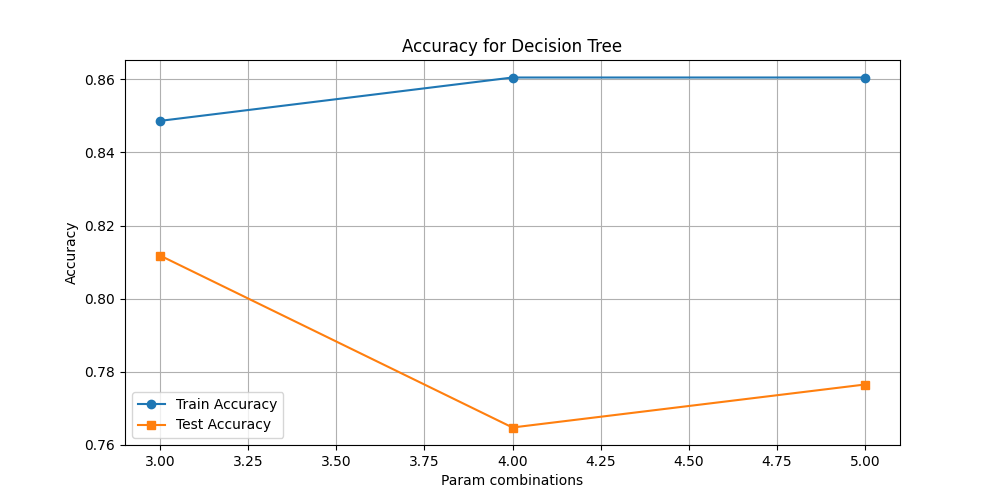 Accuracy for Decision Tree
Accuracy
0.86
0.84
0.82
0.80
0.78
0.76
Train Accuracy
Test Accuracy
3.00 3.25 3.50 3.75 4.00 4.25 4.50 4.75 5.00
Param combinations